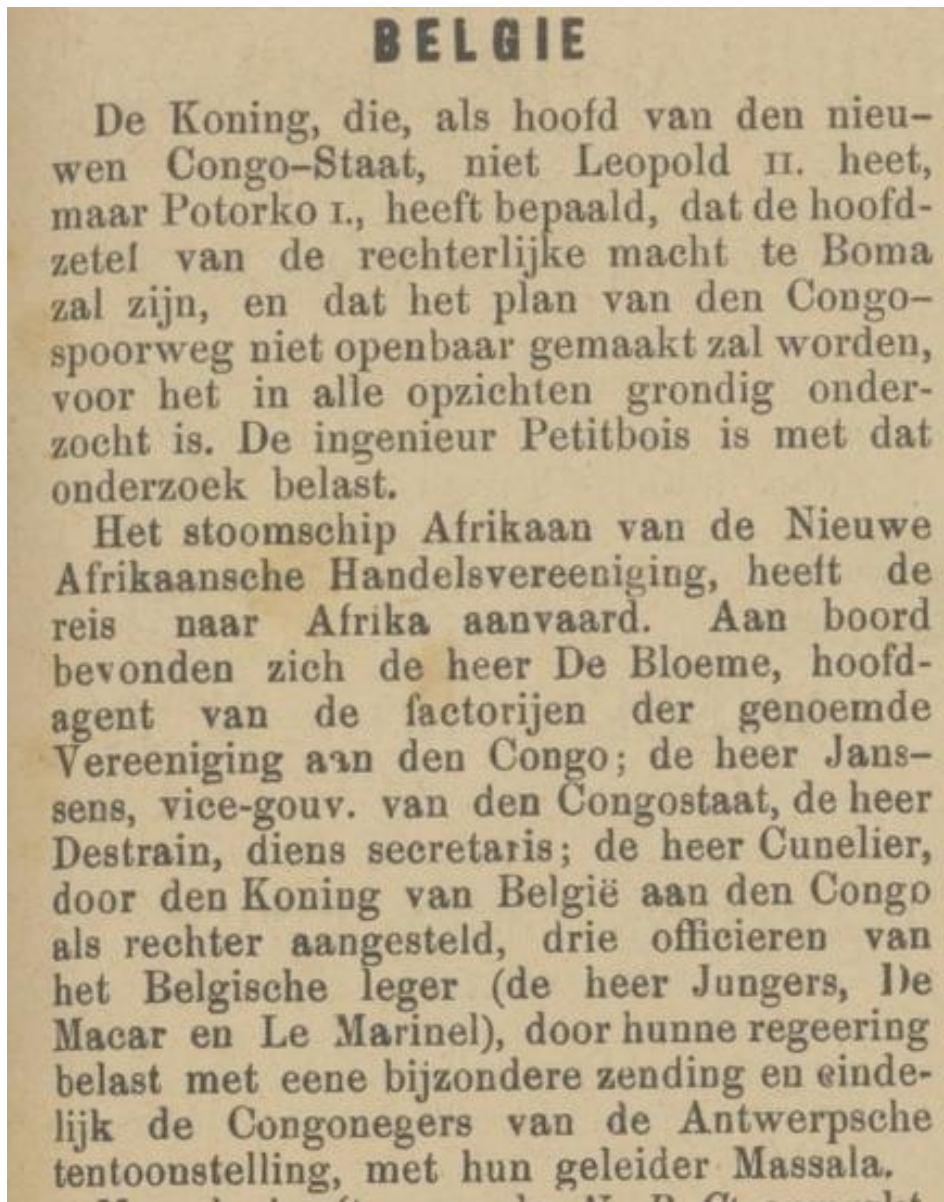 BELGIE
De Koning, die, als hoofd van den nieu-
wen Congo-Staat, niet Leopold II. heet,
maar Potorko I., heeft bepaald, dat de hoofd-
zetel van de rechterlijke macht te Boma
zal zijn, en dat het plan van den Congo-
spoorweg niet openbaar gemaakt zal worden,
voor het in alle opzichten grondig onder-
zocht is. De ingenieur Petitbois is met dat
onderzoek belast.
Het stoomschip Afrikaan van de Nieuwe
Afrikaansche Handelsvereeniging, heeft de
reis naar Afrika aanvaard. Aan boord
bevonden zich de heer De Bloeme, hoofd-
agent van de factorijen der genoemde
Vereeniging aan den Congo; de heer Jans-
sens, vice-gouv. van den Congostaat, de heer
Destrain, diens secretaris; de heer Cunelier,
door den Koning van België aan den Congo
als rechter aangesteld, drie officieren van
het Belgische leger (de heer Jungers, De
Macar en Le Marinel), door hunne regeering
belast met eene bijzondere zending en einde-
lijk de Congonegers van de Antwerpsche
tentoonstelling, met hun geleider Massala.